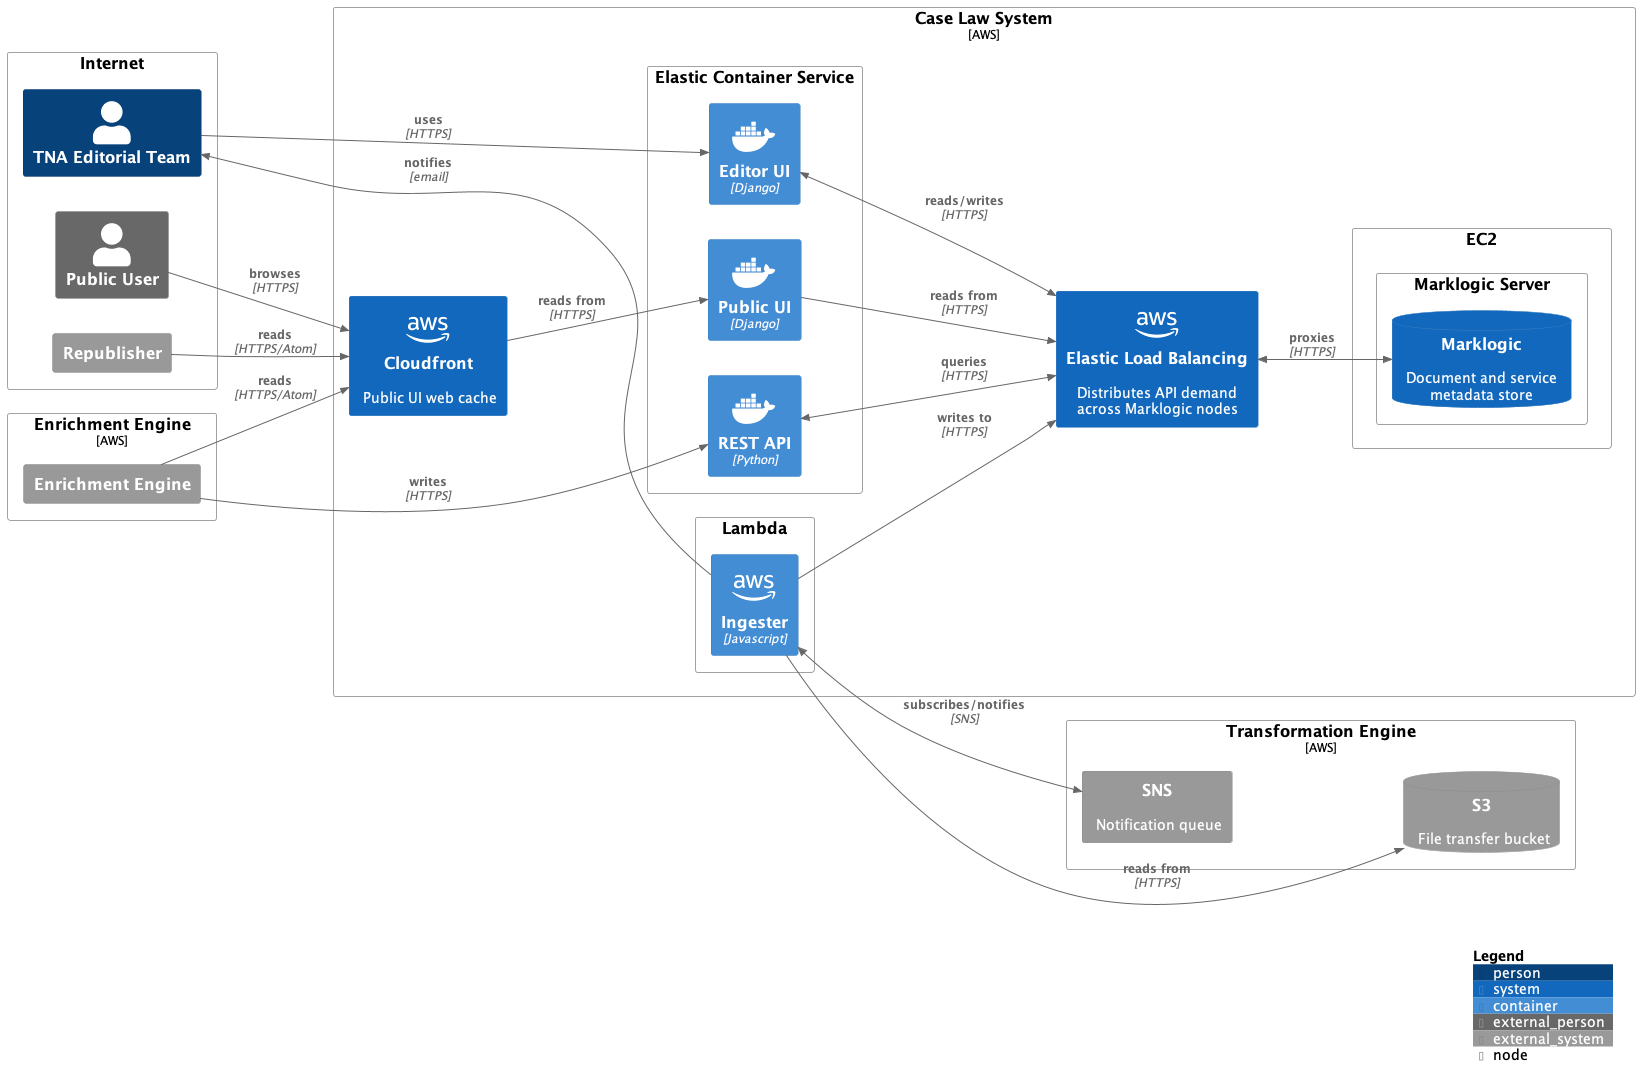 Case Law System
[AWS]
Internet
TNA Editorial Team
Public User
Republisher
Enrichment Engine
[AWS]
Enrichment Engine
uses
[HTTPS]
notifies
[email]
browses
[HTTPS]
reads
[HTTPS/Atom]
reads
[HTTPS/Atom]
writes
[HTTPS]
aws
Cloudfront
Public UI web cache
reads from
[HTTPS]
Elastic Container Service
Editor UI
[Django]
Public UI
[Django]
REST API
[Python]
Lambda
aws
Ingester
[Javascript]
reads/writes
[HTTPS]
reads from
[HTTPS]
queries
[HTTPS]
writes to
[HTTPS]
aws
Elastic Load Balancing
Distributes API demand
across Marklogic nodes
proxies
[HTTPS]
EC2
Marklogic Server
Marklogic
Document and service
metadata store
subscribes/notifies
[SNS]
Transformation Engine
[AWS]
SNS
Notification queue
S3
File transfer bucket
reads from
[HTTPS]
Legend
person
system
container
external_person
external_system
node